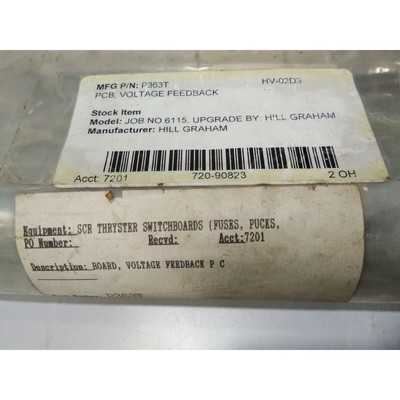 MFG P/N: P363T HV-02D3
PCB, VOLTAGE FEEDBACK
Stock Item
Model: JOB NO 6115, UPGRADE BY: HILL GRAHAM
Manufacturer: HILL GRAHAM
Acct: 7201 720-90823 2 OH
Equipment: SCR THRYSTER SWITCHBOARDS (FUSES, PUCKS,
PO Number: Recvd: Acct:7201
Description: BOARD, VOLTAGE FEEDBACK P C
P363T